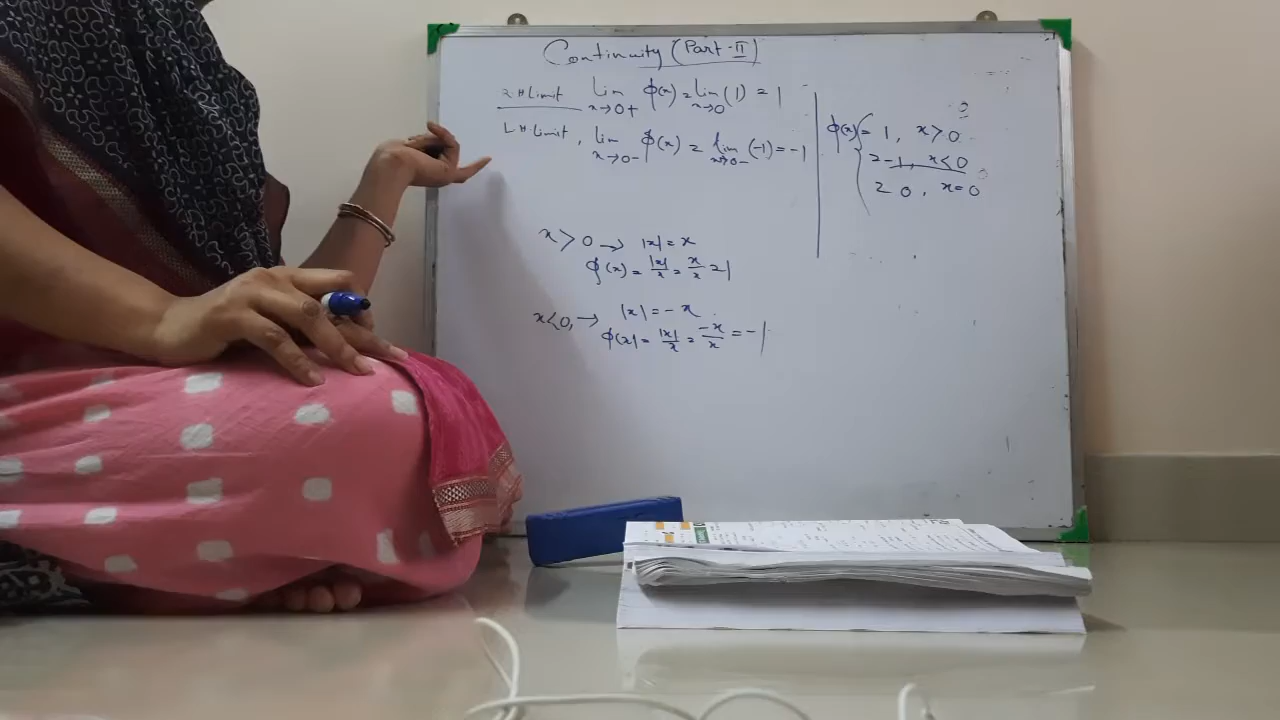 Continuity (Part-II)
R.H.Limit lim x→0+ φ(x) = lim x→0 (1) = 1
L.H.Limit, lim x→0- φ(x) = lim x→0- (-1) = -1
φ(x) = 1, x>0
= -1, x<0
= 0, x=0
x > 0 → |x| = x
φ(x) = |x|/x = x/x = 1
x<0, → |x| = -x
φ(x) = |x|/x = -x/x = -1